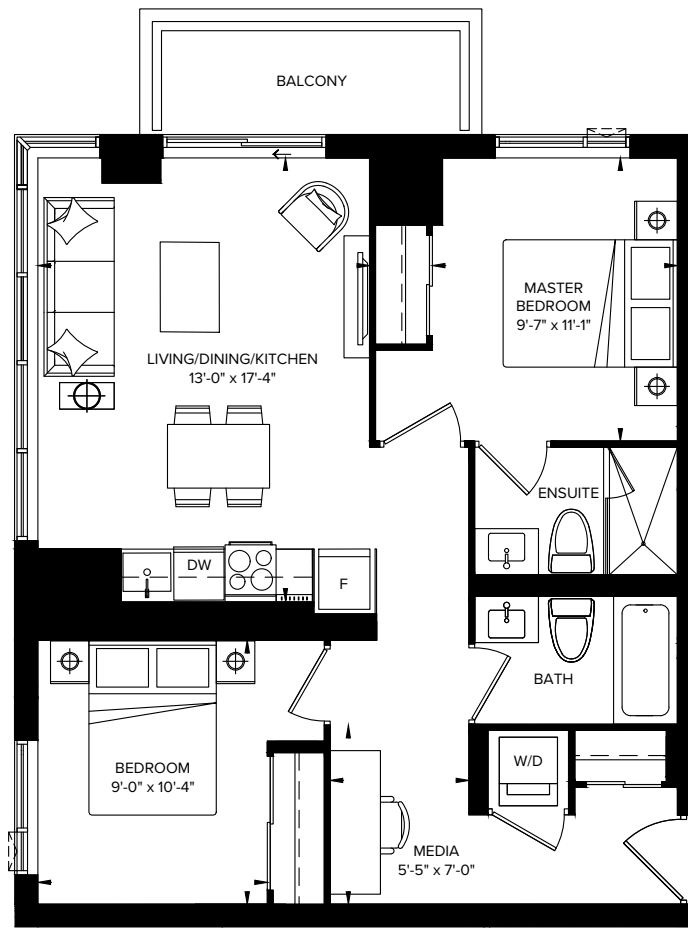 BALCONY
MASTER
BEDROOM
9'-7" x 11'-1"
LIVING/DINING/KITCHEN
13'-0" x 17'-4"
ENSUITE
DW
F
BATH
W/D
BEDROOM
9'-0" x 10'-4"
MEDIA
5'-5" x 7'-0"